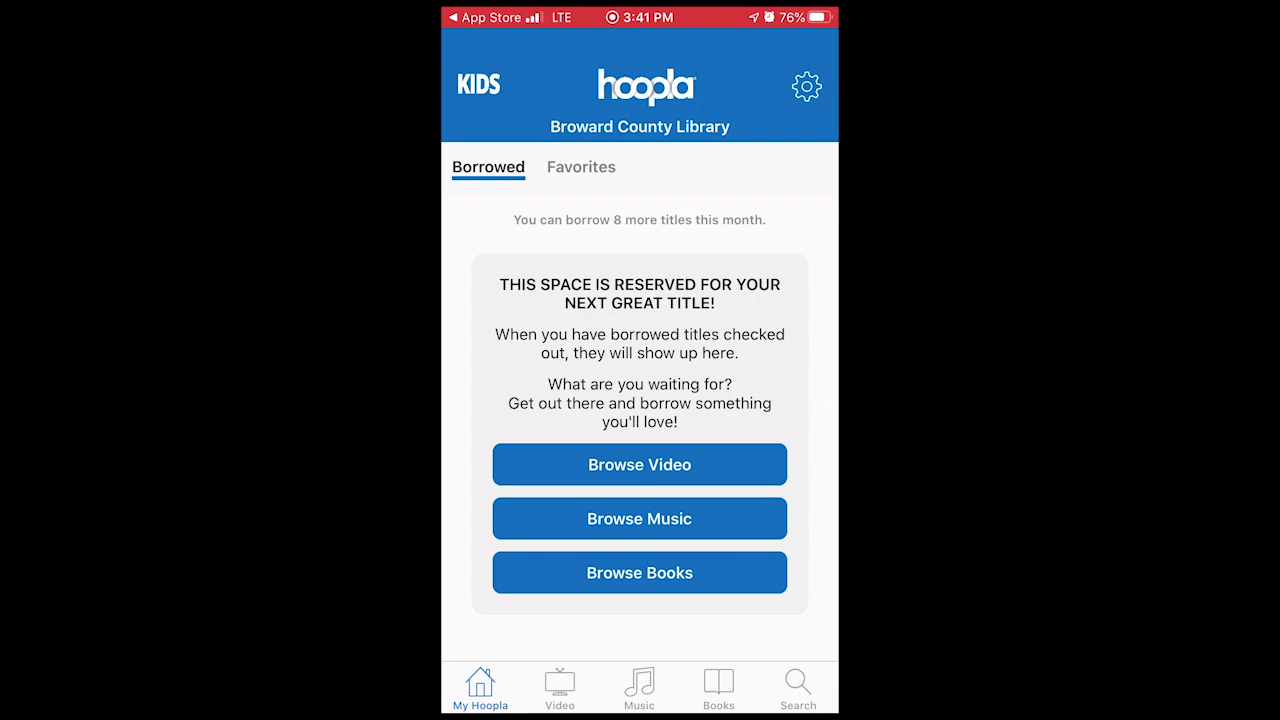 App Store LTE 3:41 PM 76%
KIDS hoopla
Broward County Library
Borrowed Favorites
You can borrow 8 more titles this month.
THIS SPACE IS RESERVED FOR YOUR
NEXT GREAT TITLE!
When you have borrowed titles checked
out, they will show up here.
What are you waiting for?
Get out there and borrow something
you'll love!
Browse Video
Browse Music
Browse Books
My Hoopla Video Music Books Search